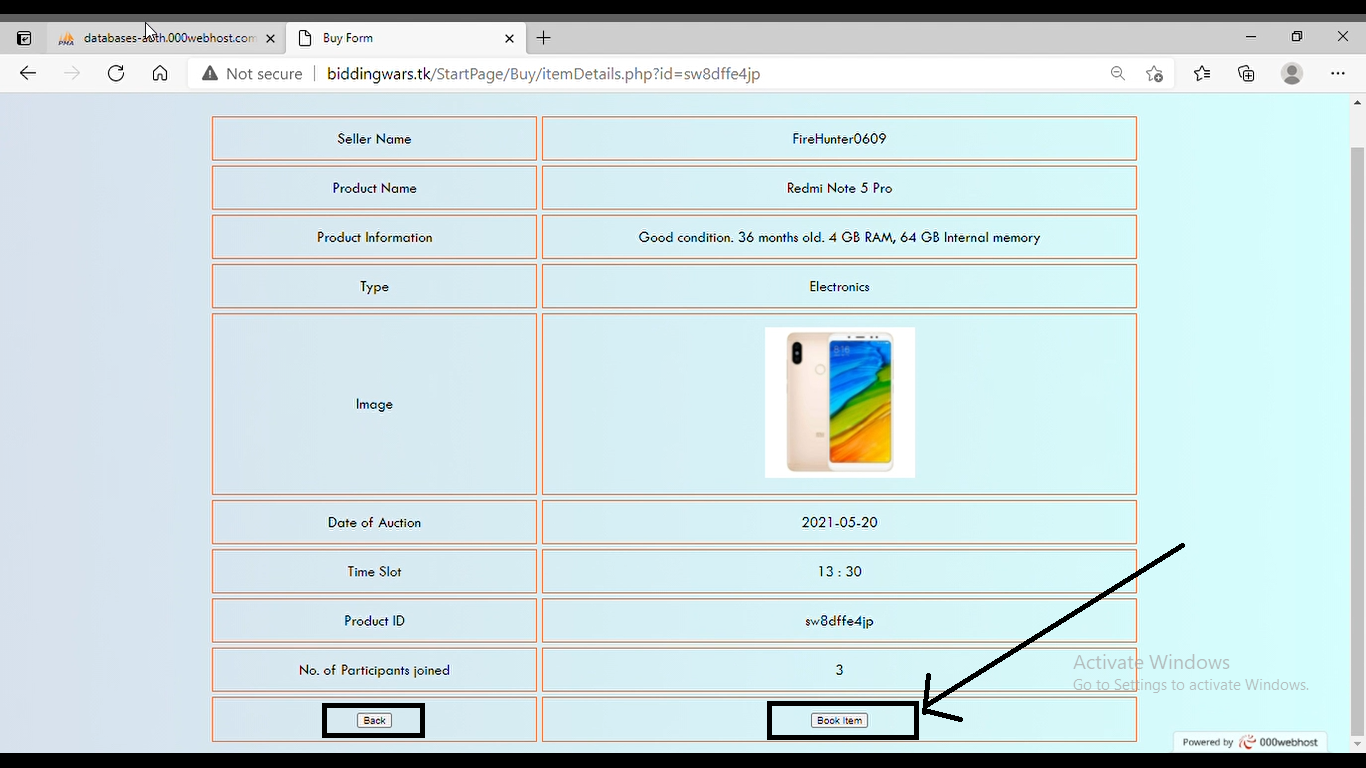 PMA databases-auth.000webhost.com
Buy Form
Not secure biddingwars.tk/StartPage/Buy/itemDetails.php?id=sw8dffe4jp
Seller Name FireHunter0609
Product Name Redmi Note 5 Pro
Product Information Good condition. 36 months old. 4 GB RAM, 64 GB Internal memory
Type Electronics
Image
8:16
Date of Auction 2021-05-20
Time Slot 13 : 30
Product ID sw8dffe4jp
No. of Participants joined 3
Activate Windows
Go to Settings to activate Windows.
Back Book Item
Powered by 000webhost